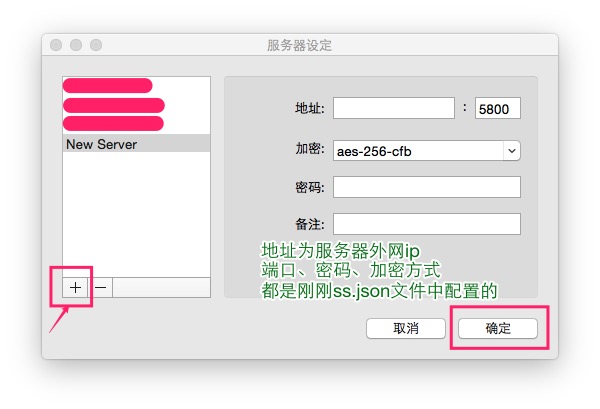 服务器设定
地址:
:
5800
New Server
加密:
aes-256-cfb
密码:
备注:
地址为服务器外网ip
端口、密码、加密方式
都是刚刚ss.json文件中配置的
取消
确定